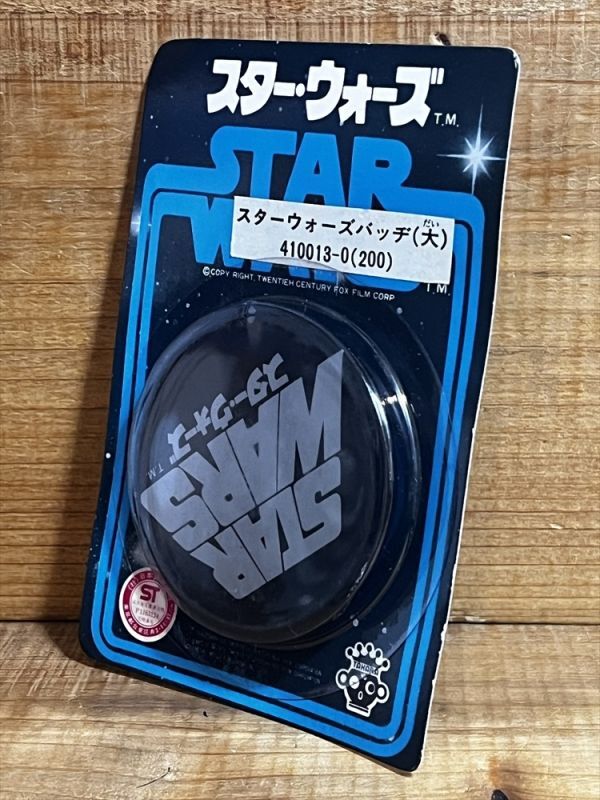 スター・ウォーズ T.M.
STAR
WARS T.M.
スターウォーズバッヂ(大)
だい
410013-0(200)
©COPY RIGHT, TWENTIEH CENTURY FOX FILM CORP
STAR
WARS
スター・ウォーズ T.M.
ST
TAKARA